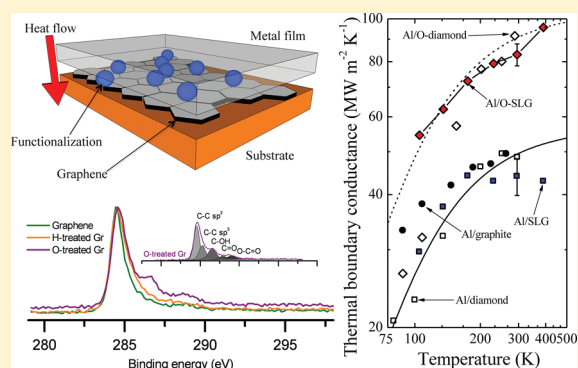 Heat flow
Metal film
Functionalization
Graphene
Substrate
Graphene
H-treated Gr
O-treated Gr
O-treated Gr
C-C sp2
C-C sp3
C-OH
C=O
O-C=O
280 285 290 295
Binding energy (eV)
Thermal boundary conductance (MW m-2 K-1)
100
80
60
40
20
Al/O-diamond
Al/O-SLG
Al/graphite
Al/SLG
Al/diamond
75 100 200 300 400 500
Temperature (K)